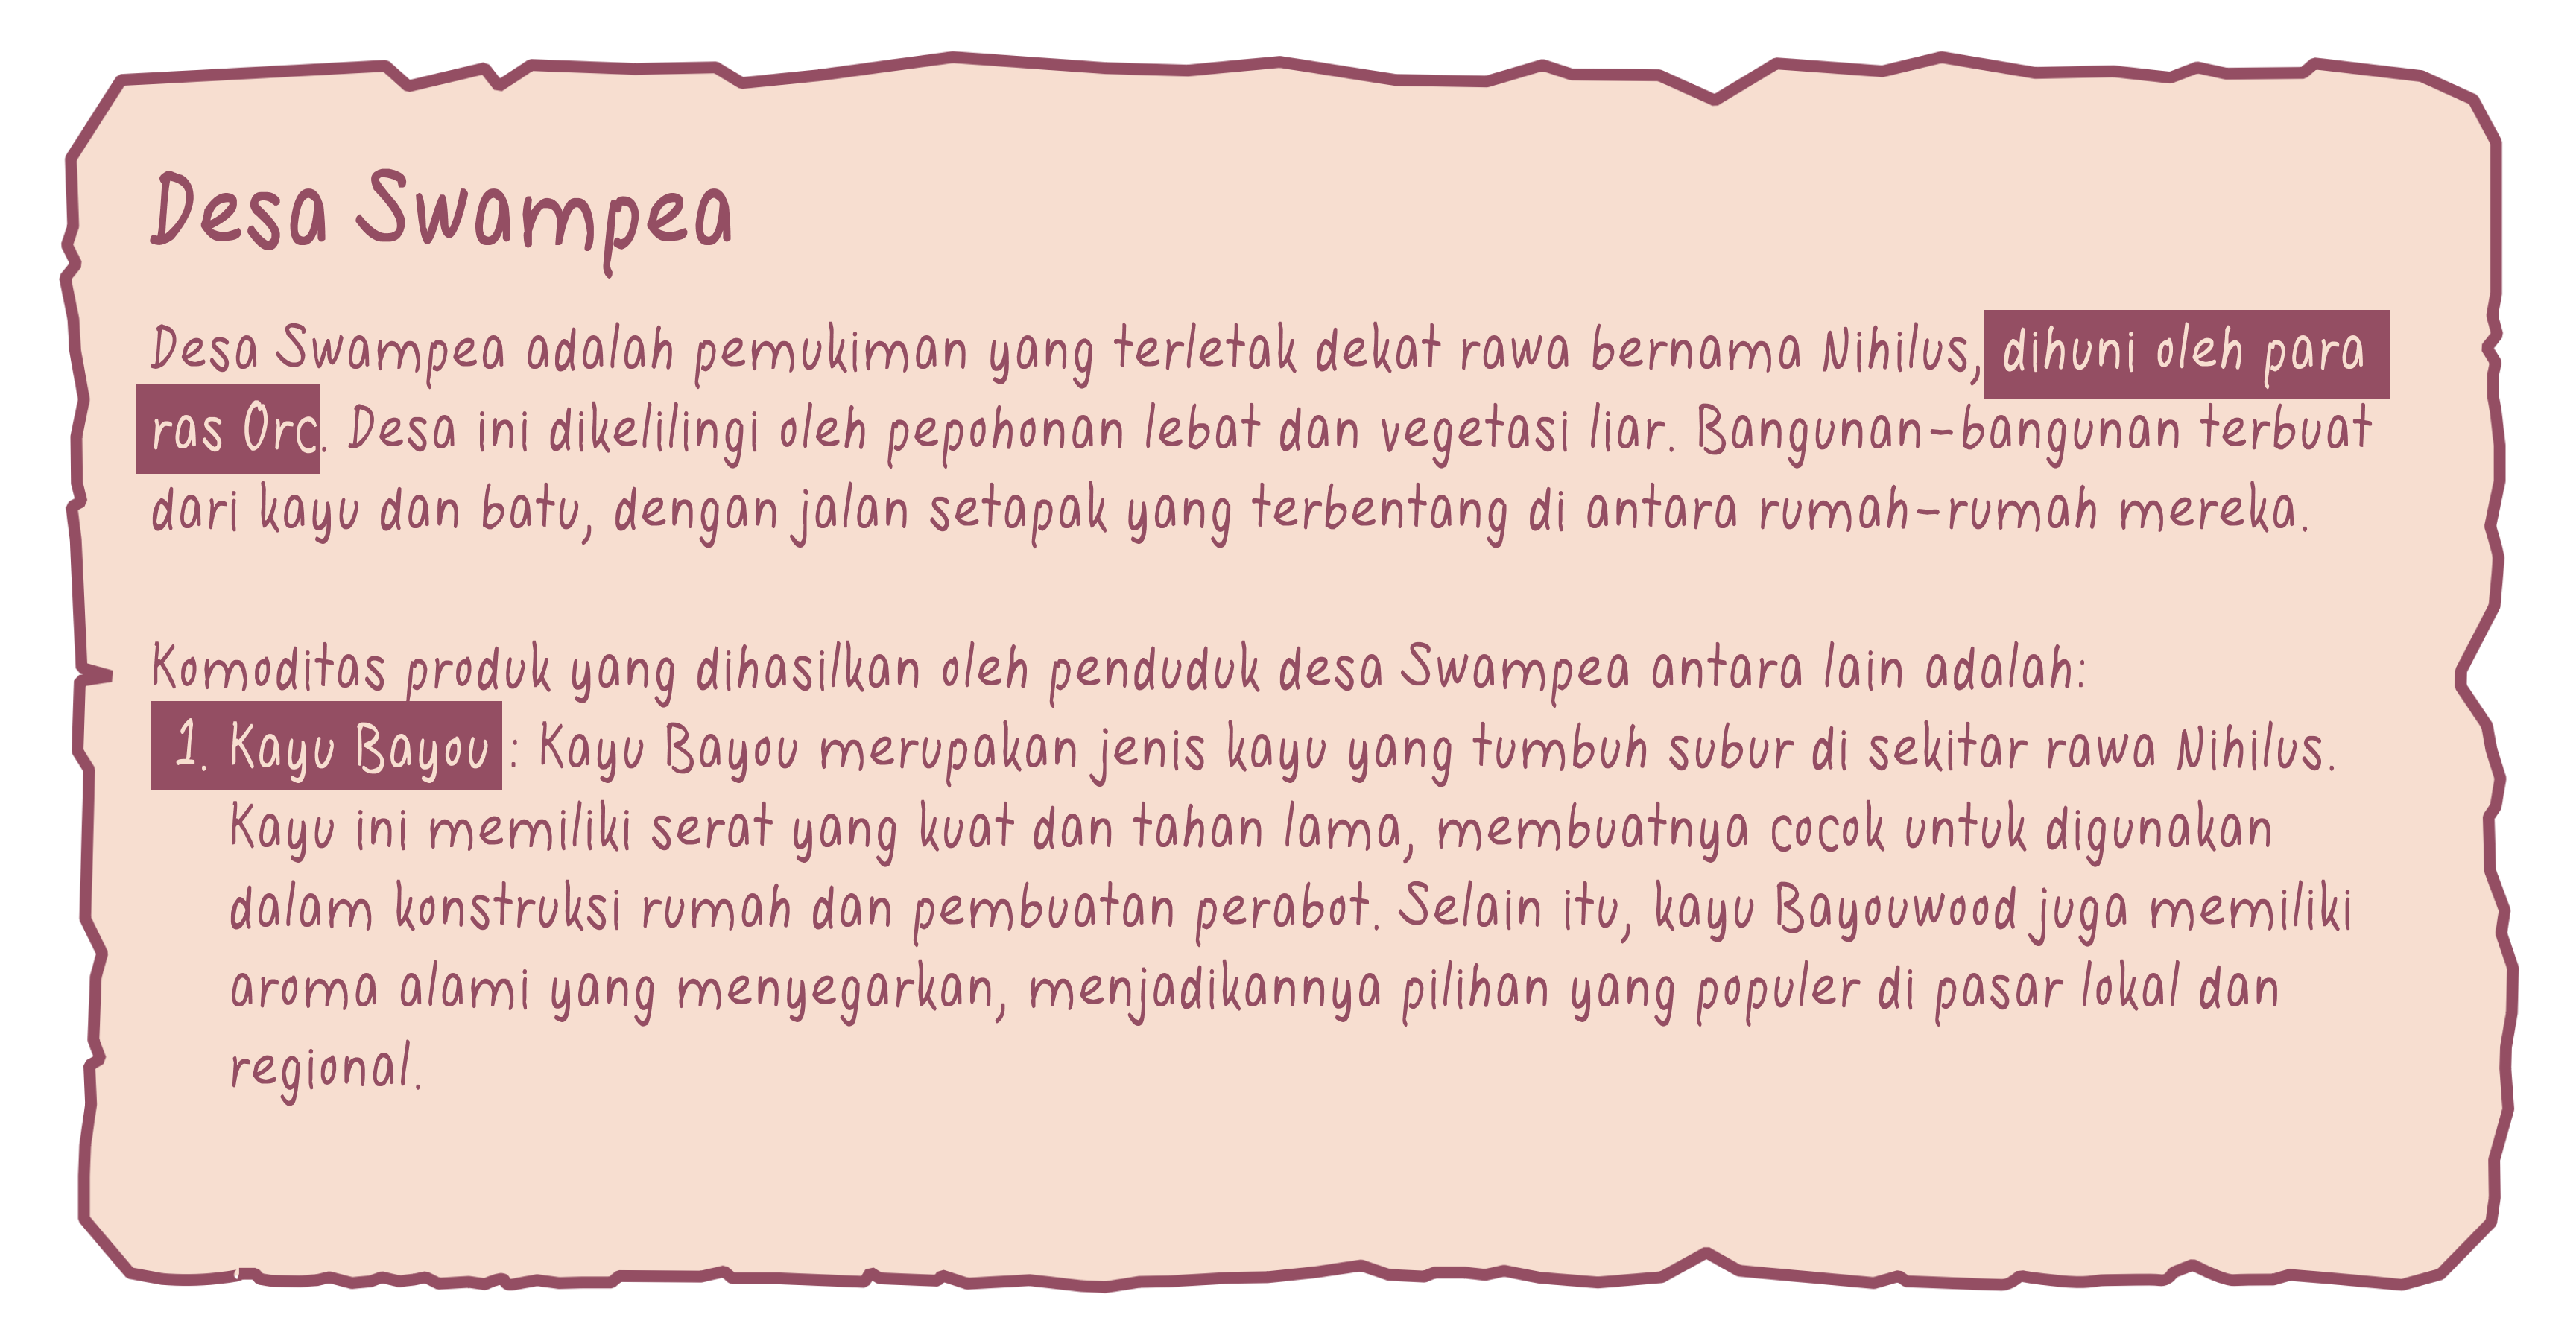 Desa Swampea
Desa Swampea adalah pemukiman yang terletak dekat rawa bernama Nihilus, dihuni oleh para
ras Orc. Desa ini dikelilingi oleh pepohonan lebat dan vegetasi liar. Bangunan-bangunan terbuat
dari kayu dan batu, dengan jalan setapak yang terbentang di antara rumah-rumah mereka.
Komoditas produk yang dihasilkan oleh penduduk desa Swampea antara lain adalah:
1. Kayu Bayou : Kayu Bayou merupakan jenis kayu yang tumbuh subur di sekitar rawa Nihilus.
Kayu ini memiliki serat yang kuat dan tahan lama, membuatnya cocok untuk digunakan
dalam konstruksi rumah dan pembuatan perabot. Selain itu, kayu Bayouwood juga memiliki
aroma alami yang menyegarkan, menjadikannya pilihan yang populer di pasar lokal dan
regional.